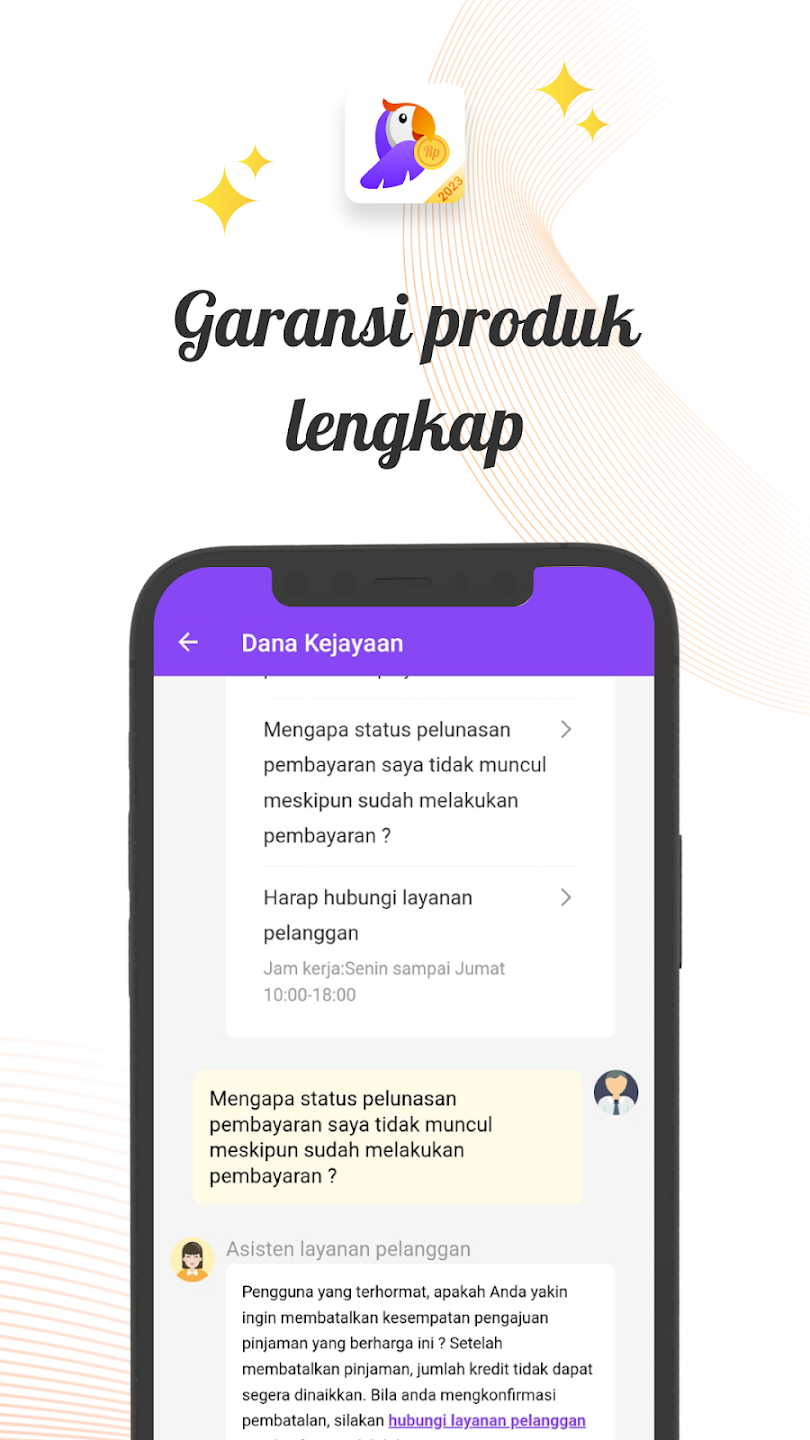 Rp
2023
Garansi produk
lengkap
Dana Kejayaan
Mengapa status pelunasan
pembayaran saya tidak muncul
meskipun sudah melakukan
pembayaran ?
Harap hubungi layanan
pelanggan
Jam kerja:Senin sampai Jumat
10:00-18:00
Mengapa status pelunasan
pembayaran saya tidak muncul
meskipun sudah melakukan
pembayaran ?
Asisten layanan pelanggan
Pengguna yang terhormat, apakah Anda yakin
ingin membatalkan kesempatan pengajuan
pinjaman yang berharga ini ? Setelah
membatalkan pinjaman, jumlah kredit tidak dapat
segera dinaikkan. Bila anda mengkonfirmasi
pembatalan, silakan hubungi layanan pelanggan